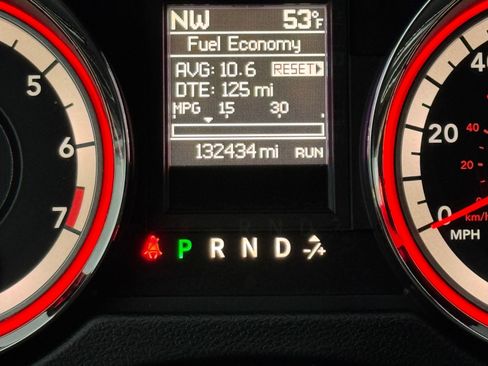 NW 53°F
Fuel Economy
AVG: 10.6 RESET
DTE: 125 mi
MPG 15 30
132434 mi RUN
5
6
7
40
20
0
40
km/h
MPH
P R N D -/+